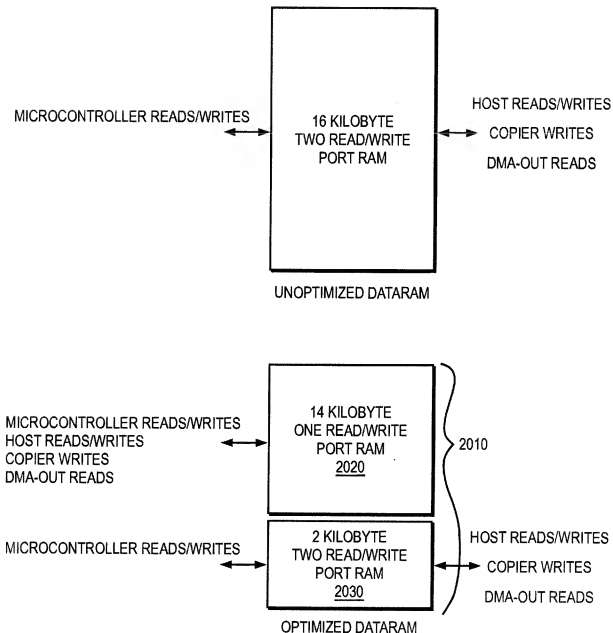 MICROCONTROLLER READS/WRITES
16 KILOBYTE
TWO READ/WRITE
PORT RAM
HOST READS/WRITES
COPIER WRITES
DMA-OUT READS
UNOPTIMIZED DATARAM
MICROCONTROLLER READS/WRITES
HOST READS/WRITES
COPIER WRITES
DMA-OUT READS
14 KILOBYTE
ONE READ/WRITE
PORT RAM
2020
2010
MICROCONTROLLER READS/WRITES
2 KILOBYTE
TWO READ/WRITE
PORT RAM
2030
HOST READS/WRITES
COPIER WRITES
DMA-OUT READS
OPTIMIZED DATARAM